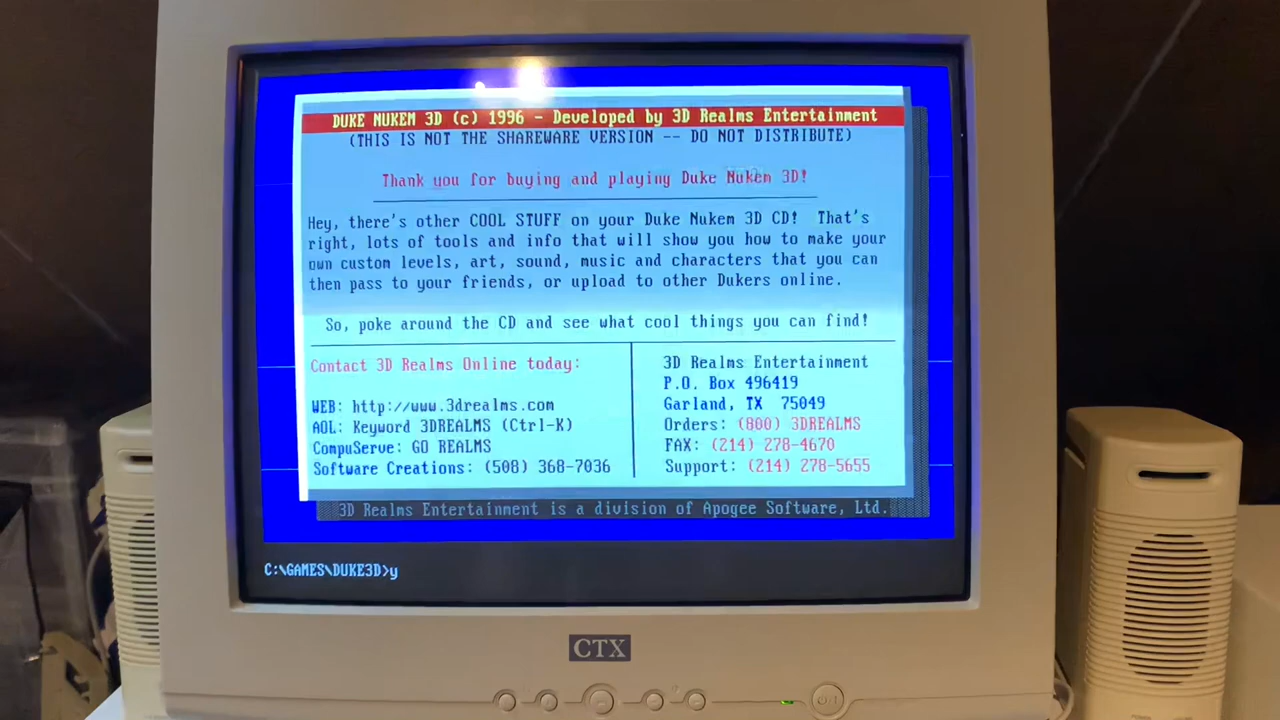 DUKE NUKEM 3D (c) 1996 - Developed by 3D Realms Entertainment
(THIS IS NOT THE SHAREWARE VERSION -- DO NOT DISTRIBUTE)
Thank you for buying and playing Duke Nukem 3D!
Hey, there's other COOL STUFF on your Duke Nukem 3D CD!  That's
right, lots of tools and info that will show you how to make your
own custom levels, art, sound, music and characters that you can
then pass to your friends, or upload to other Dukers online.
So, poke around the CD and see what cool things you can find!
Contact 3D Realms Online today:
WEB: http://www.3drealms.com
AOL: Keyword 3DREALMS (Ctrl-K)
CompuServe: GO REALMS
Software Creations: (508) 368-7036
3D Realms Entertainment
P.O. Box 496419
Garland, TX  75049
Orders: (800) 3DREALMS
FAX: (214) 278-4670
Support: (214) 278-5655
3D Realms Entertainment is a division of Apogee Software, Ltd.
C:\GAMES\DUKE3D>y
CTX